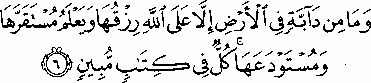 وَمَا مِن دَآبَّةٍ فِي ٱلْأَرْضِ إِلَّا عَلَى ٱللَّهِ رِزْقُهَا وَيَعْلَمُ مُسْتَقَرَّهَا
وَمُسْتَوْدَعَهَا ۚ كُلٌّ فِي كِتَٰبٍ مُّبِينٍ ۝٦